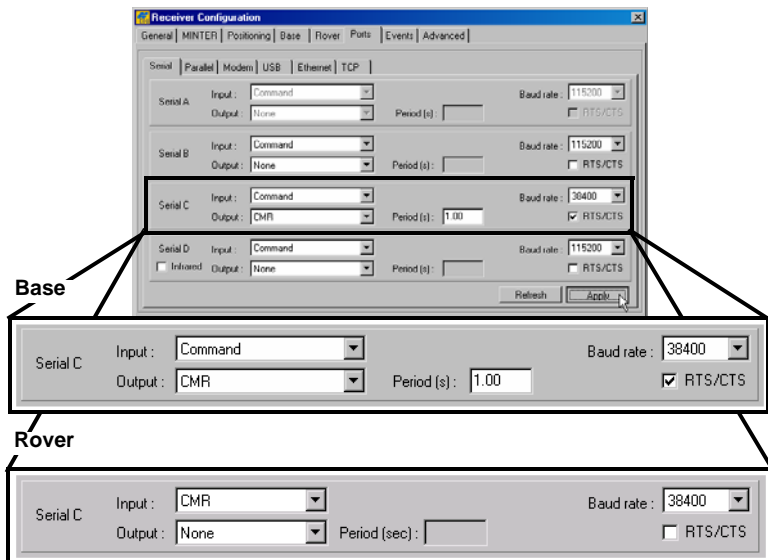 Receiver Configuration
General MINTER Positioning Base Rover Ports Events Advanced
Serial Parallel Modem USB Ethernet TCP
Serial A Input : Command Baud rate : 115200
Output : None Period (s) : RTS/CTS
Serial B Input : Command Baud rate : 115200
Output : None Period (s) : RTS/CTS
Serial C Input : Command Baud rate : 38400
Output : CMR Period (s) : 1.00 RTS/CTS
Serial D Input : Command Baud rate : 115200
Infrared Output : None Period (s) : RTS/CTS
Refresh Apply
Base
Serial C Input : Command Baud rate : 38400
Output : CMR Period (s) : 1.00 RTS/CTS
Rover
Serial C Input : CMR Baud rate : 38400
Output : None Period (sec) : RTS/CTS